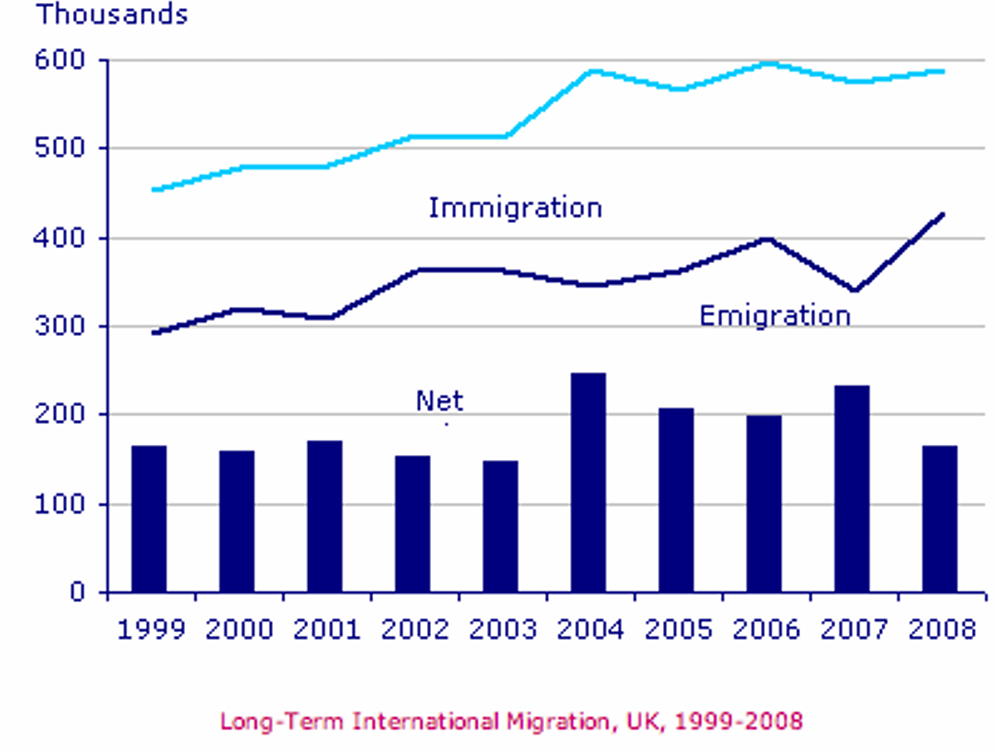 Thousands
600
500
Immigration
400
Emigration
300
Net
200
100
0
1999 2000 2001 2002 2003 2004 2005 2006 2007 2008
Long-Term International Migration, UK, 1999-2008